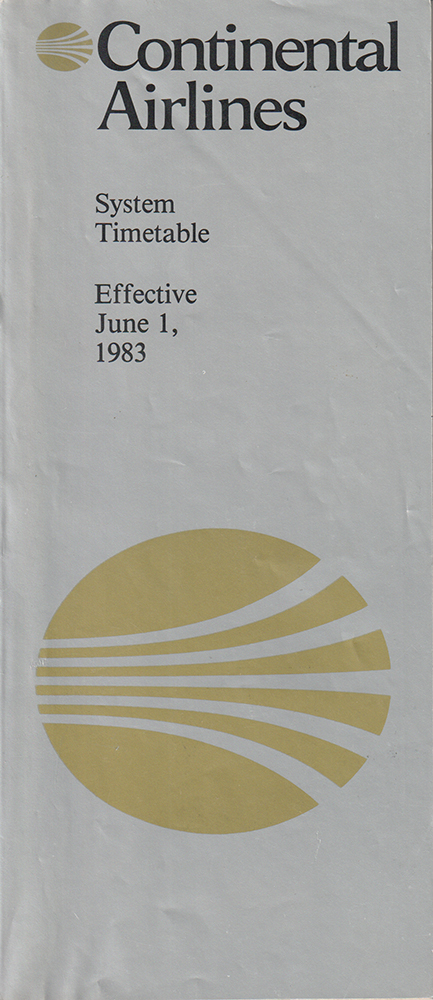 Continental
Airlines
System
Timetable
Effective
June 1,
1983